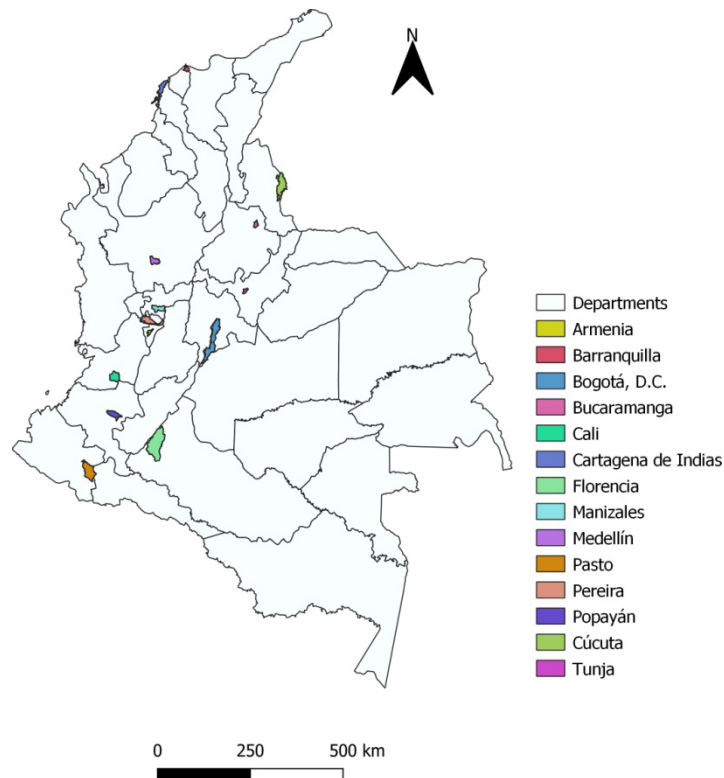 N
Departments
Armenia
Barranquilla
Bogotá, D.C.
Bucaramanga
Cali
Cartagena de Indias
Florencia
Manizales
Medellín
Pasto
Pereira
Popayán
Cúcuta
Tunja
0 250 500 km